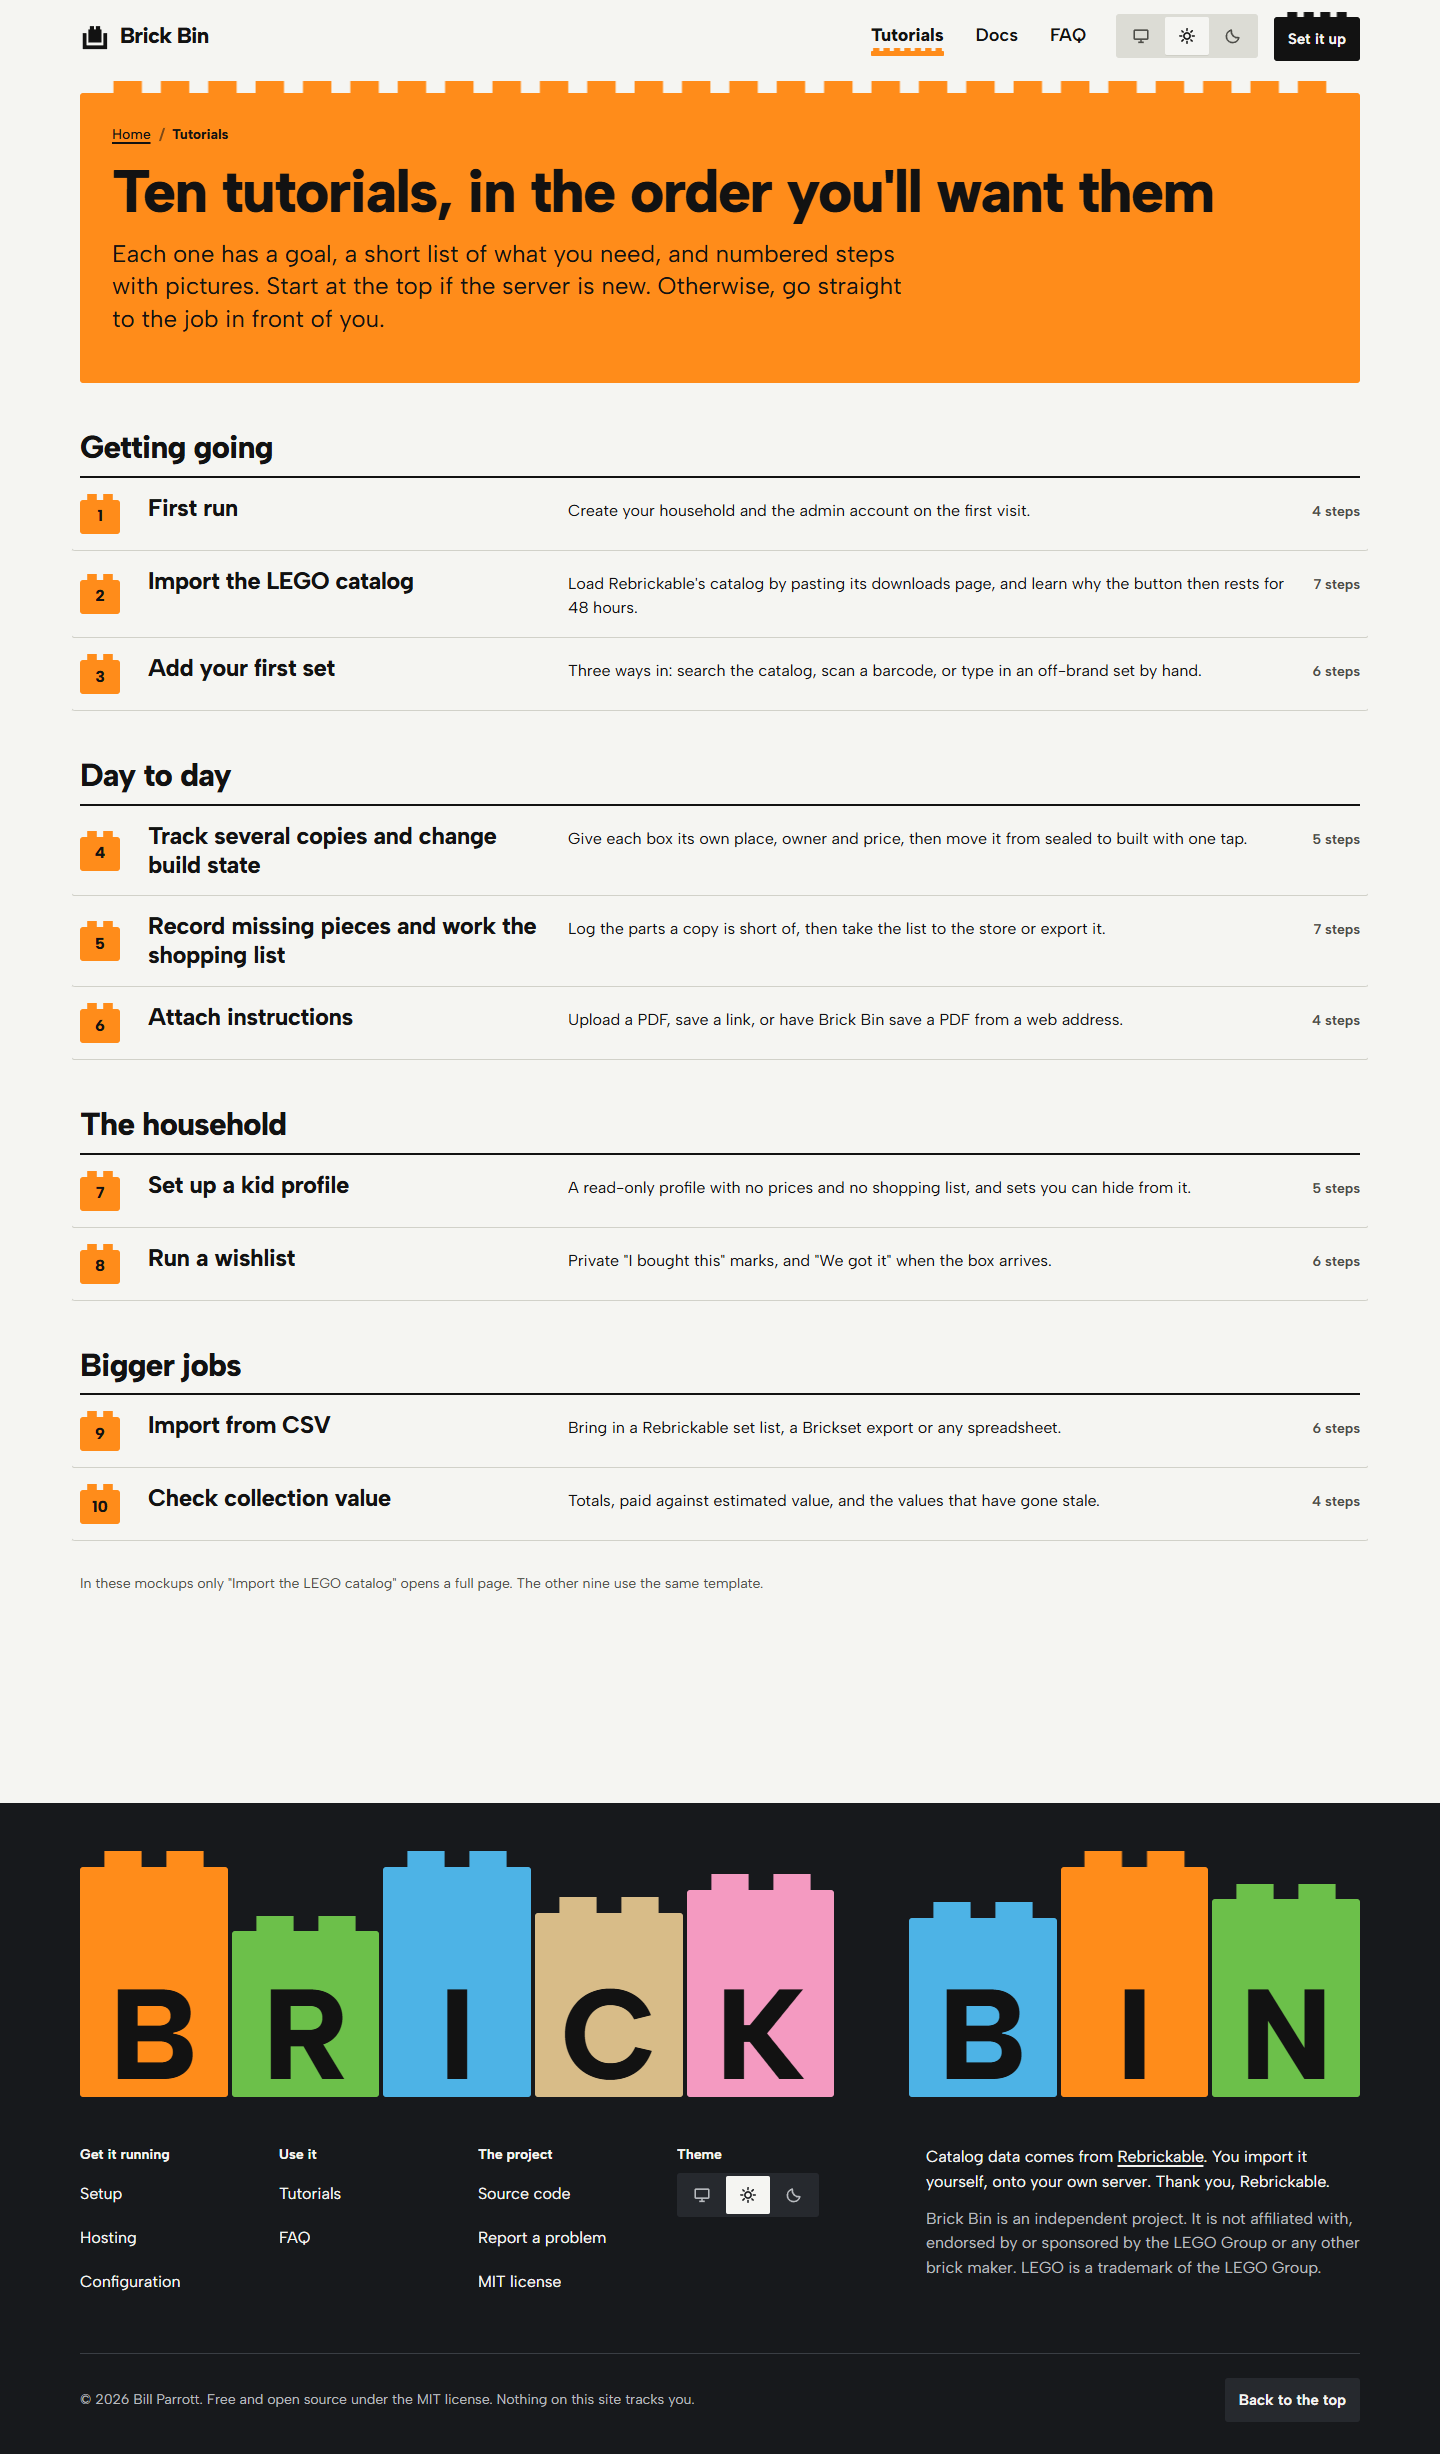 Brick Bin
Tutorials
Docs
FAQ
Set it up
Home / Tutorials
Ten tutorials, in the order you'll want them
Each one has a goal, a short list of what you need, and numbered steps
with pictures. Start at the top if the server is new. Otherwise, go straight
to the job in front of you.
Getting going
1
First run
Create your household and the admin account on the first visit.
4 steps
2
Import the LEGO catalog
Load Rebrickable's catalog by pasting its downloads page, and learn why the button then rests for
48 hours.
7 steps
3
Add your first set
Three ways in: search the catalog, scan a barcode, or type in an off-brand set by hand.
6 steps
Day to day
4
Track several copies and change
build state
Give each box its own place, owner and price, then move it from sealed to built with one tap.
5 steps
5
Record missing pieces and work the
shopping list
Log the parts a copy is short of, then take the list to the store or export it.
7 steps
6
Attach instructions
Upload a PDF, save a link, or have Brick Bin save a PDF from a web address.
4 steps
The household
7
Set up a kid profile
A read-only profile with no prices and no shopping list, and sets you can hide from it.
5 steps
8
Run a wishlist
Private "I bought this" marks, and "We got it" when the box arrives.
6 steps
Bigger jobs
9
Import from CSV
Bring in a Rebrickable set list, a Brickset export or any spreadsheet.
6 steps
10
Check collection value
Totals, paid against estimated value, and the values that have gone stale.
4 steps
In these mockups only "Import the LEGO catalog" opens a full page. The other nine use the same template.
BRICK BIN
Get it running
Setup
Hosting
Configuration
Use it
Tutorials
FAQ
The project
Source code
Report a problem
MIT license
Theme
Catalog data comes from Rebrickable. You import it
yourself, onto your own server. Thank you, Rebrickable.
Brick Bin is an independent project. It is not affiliated with,
endorsed by or sponsored by the LEGO Group or any other
brick maker. LEGO is a trademark of the LEGO Group.
© 2026 Bill Parrott. Free and open source under the MIT license. Nothing on this site tracks you.
Back to the top